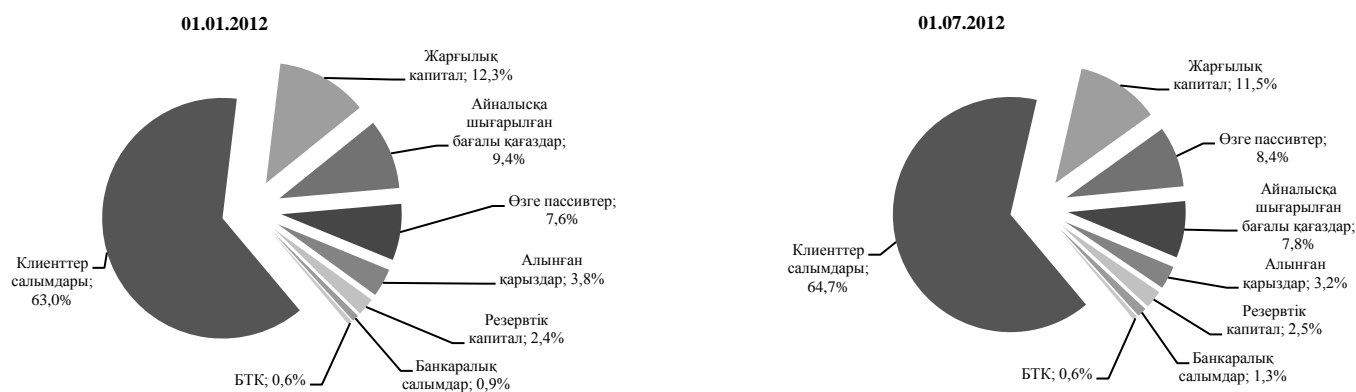 01.01.2012
Жарғылық
капитал; 12,3%
Айналысқа
шығарылған
бағалы қағаздар;
9,4%
Өзге пассивтер;
7,6%
Алынған
қарыздар; 3,8%
Резервтік
капитал; 2,4%
Банкаралық
салымдар; 0,9%
БТК; 0,6%
Клиенттер
салымдары;
63,0%
01.07.2012
Жарғылық
капитал; 11,5%
Өзге пассивтер;
8,4%
Айналысқа
шығарылған
бағалы қағаздар;
7,8%
Алынған
қарыздар; 3,2%
Резервтік
капитал; 2,5%
Банкаралық
салымдар; 1,3%
БТК; 0,6%
Клиенттер
салымдары;
64,7%